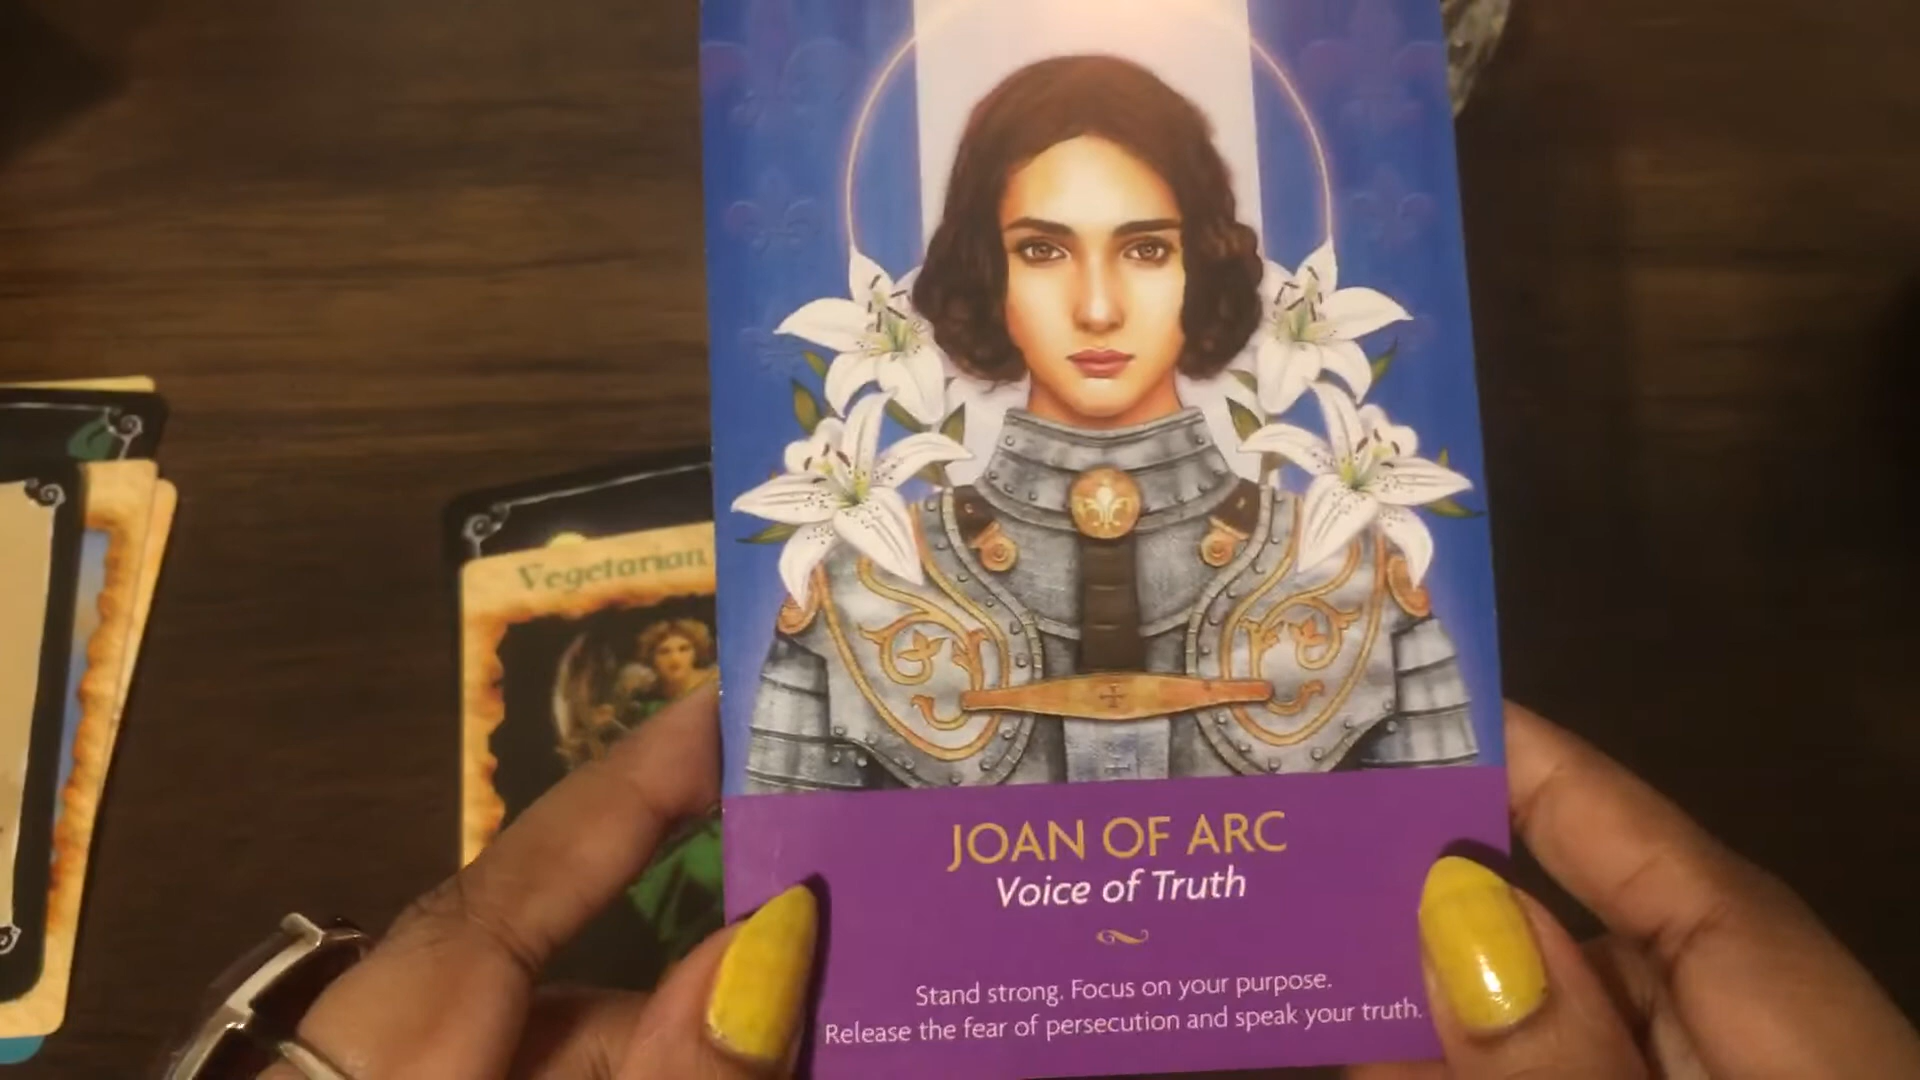 Vegetarian
JOAN OF ARC
Voice of Truth
Stand strong. Focus on your purpose.
Release the fear of persecution and speak your truth.